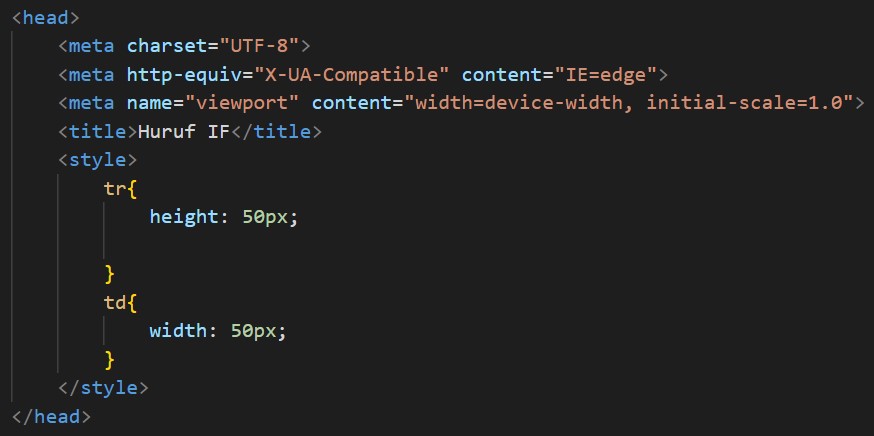 <head>
    <meta charset="UTF-8">
    <meta http-equiv="X-UA-Compatible" content="IE=edge">
    <meta name="viewport" content="width=device-width, initial-scale=1.0">
    <title>Huruf IF</title>
    <style>
        tr{
            height: 50px;

        }
        td{
            width: 50px;
        }
    </style>
</head>